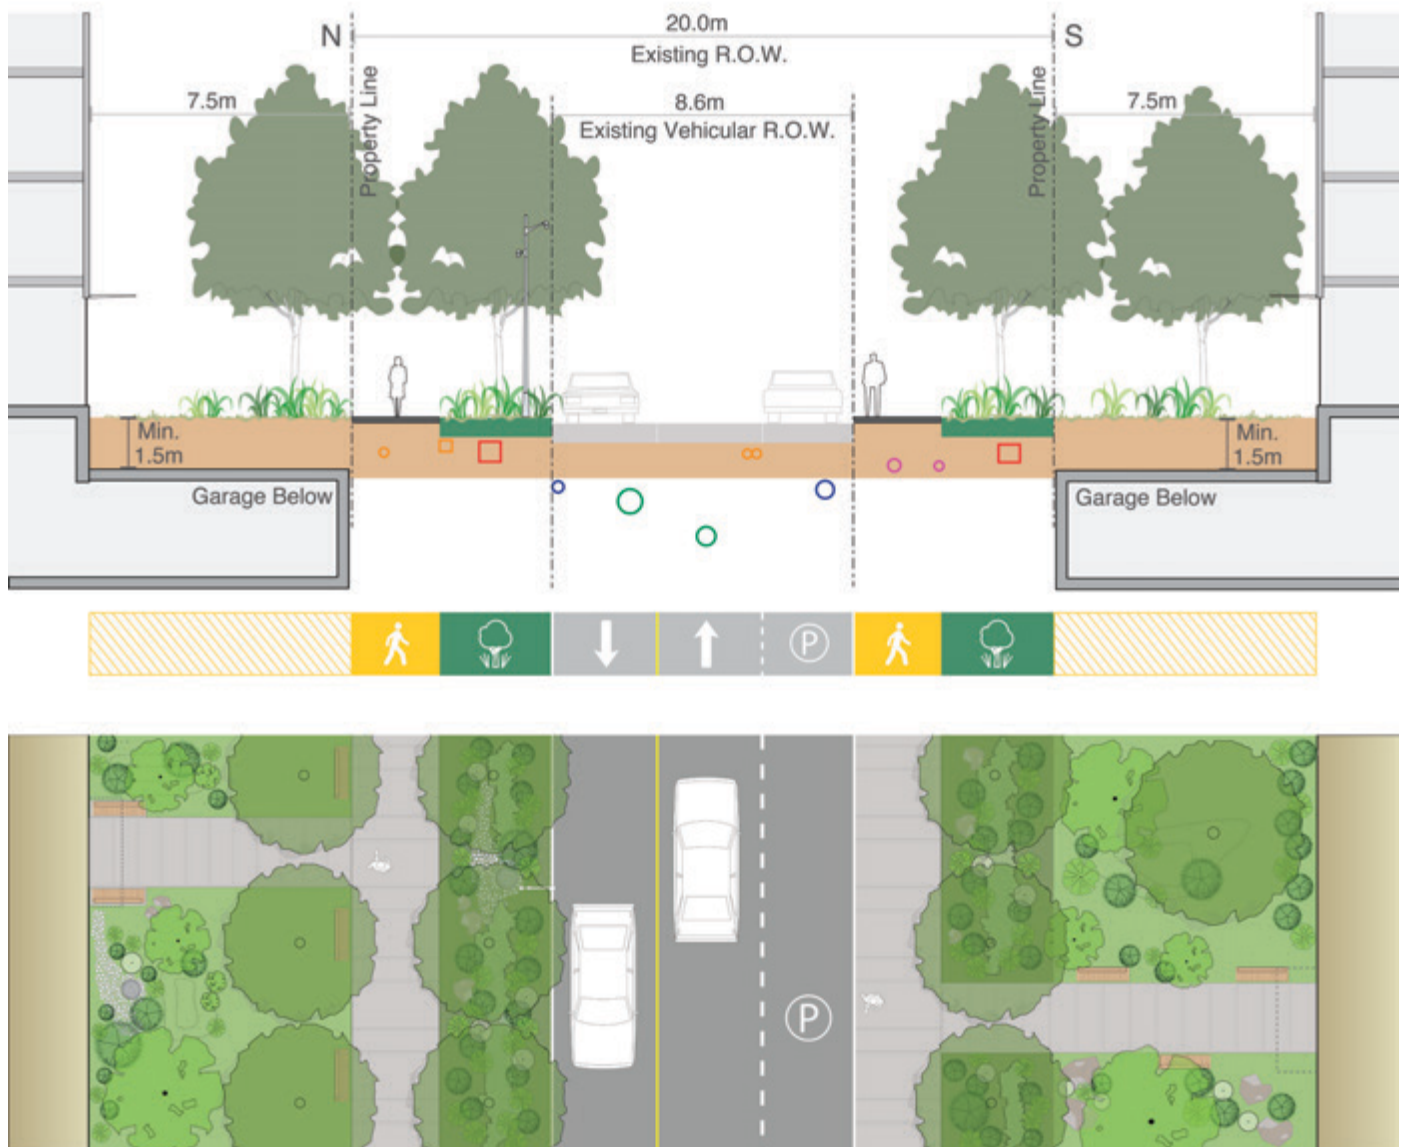 N
20.0m
S
Existing R.O.W.
7.5m
Property Line
8.6m
Existing Vehicular R.O.W.
Property Line
7.5m
Min.
1.5m
Min.
1.5m
Garage Below
Garage Below
P
P